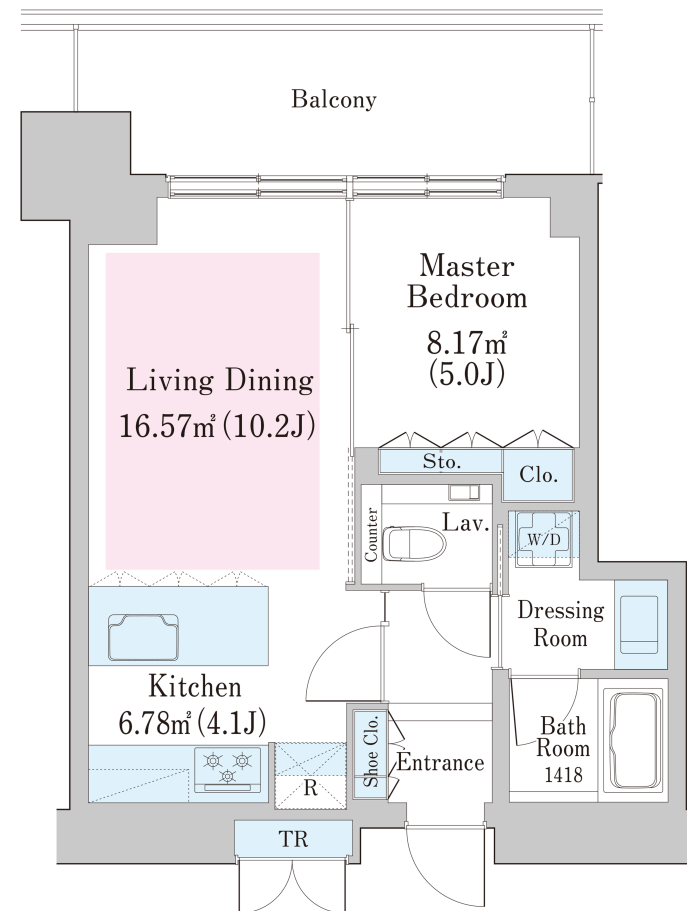 Balcony
Master
Bedroom
8.17㎡
(5.0J)
Living Dining
16.57㎡(10.2J)
Sto.
Clo.
Counter
Lav.
W/D
Dressing
Room
Kitchen
6.78㎡(4.1J)
Shoe Clo.
Entrance
Bath
Room
1418
R
TR